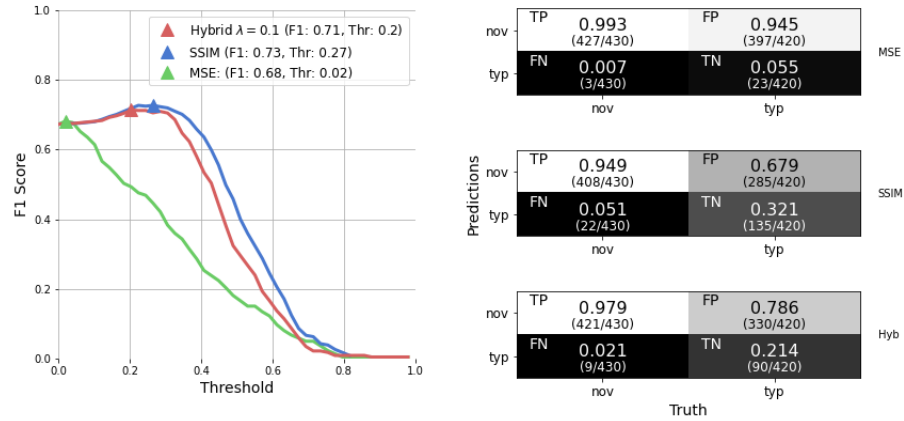 1.0
0.8
0.6
0.4
0.2
0.0
F1 Score
0.0
0.2
0.4
0.6
0.8
1.0
Threshold
Hybrid λ = 0.1 (F1: 0.71, Thr: 0.2)
SSIM (F1: 0.73, Thr: 0.27)
MSE: (F1: 0.68, Thr: 0.02)
Predictions
nov
typ
TP
0.993
(427/430)
FP
0.945
(397/420)
FN
0.007
(3/430)
TN
0.055
(23/420)
nov
typ
MSE
nov
typ
TP
0.949
(408/430)
FP
0.679
(285/420)
FN
0.051
(22/430)
TN
0.321
(135/420)
nov
typ
SSIM
nov
typ
TP
0.979
(421/430)
FP
0.786
(330/420)
FN
0.021
(9/430)
TN
0.214
(90/420)
nov
typ
Hyb
Truth